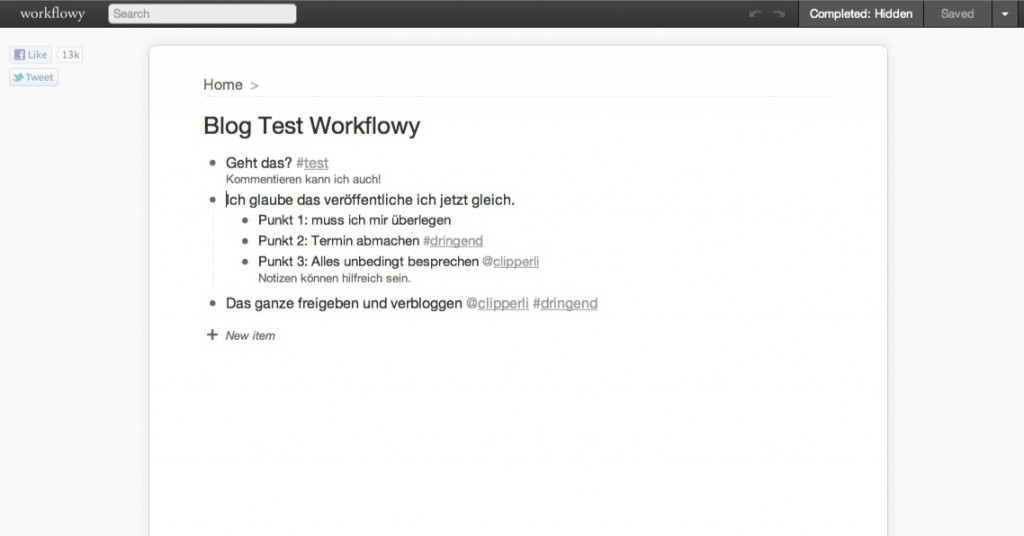 workflowy Search Completed: Hidden Saved
Like 13k
Tweet
Home >
Blog Test Workflowy
Geht das? #test
Kommentieren kann ich auch!
Ich glaube das veröffentliche ich jetzt gleich.
Punkt 1: muss ich mir überlegen
Punkt 2: Termin abmachen #dringend
Punkt 3: Alles unbedingt besprechen @clipperli
Notizen können hilfreich sein.
Das ganze freigeben und verbloggen @clipperli #dringend
+ New item